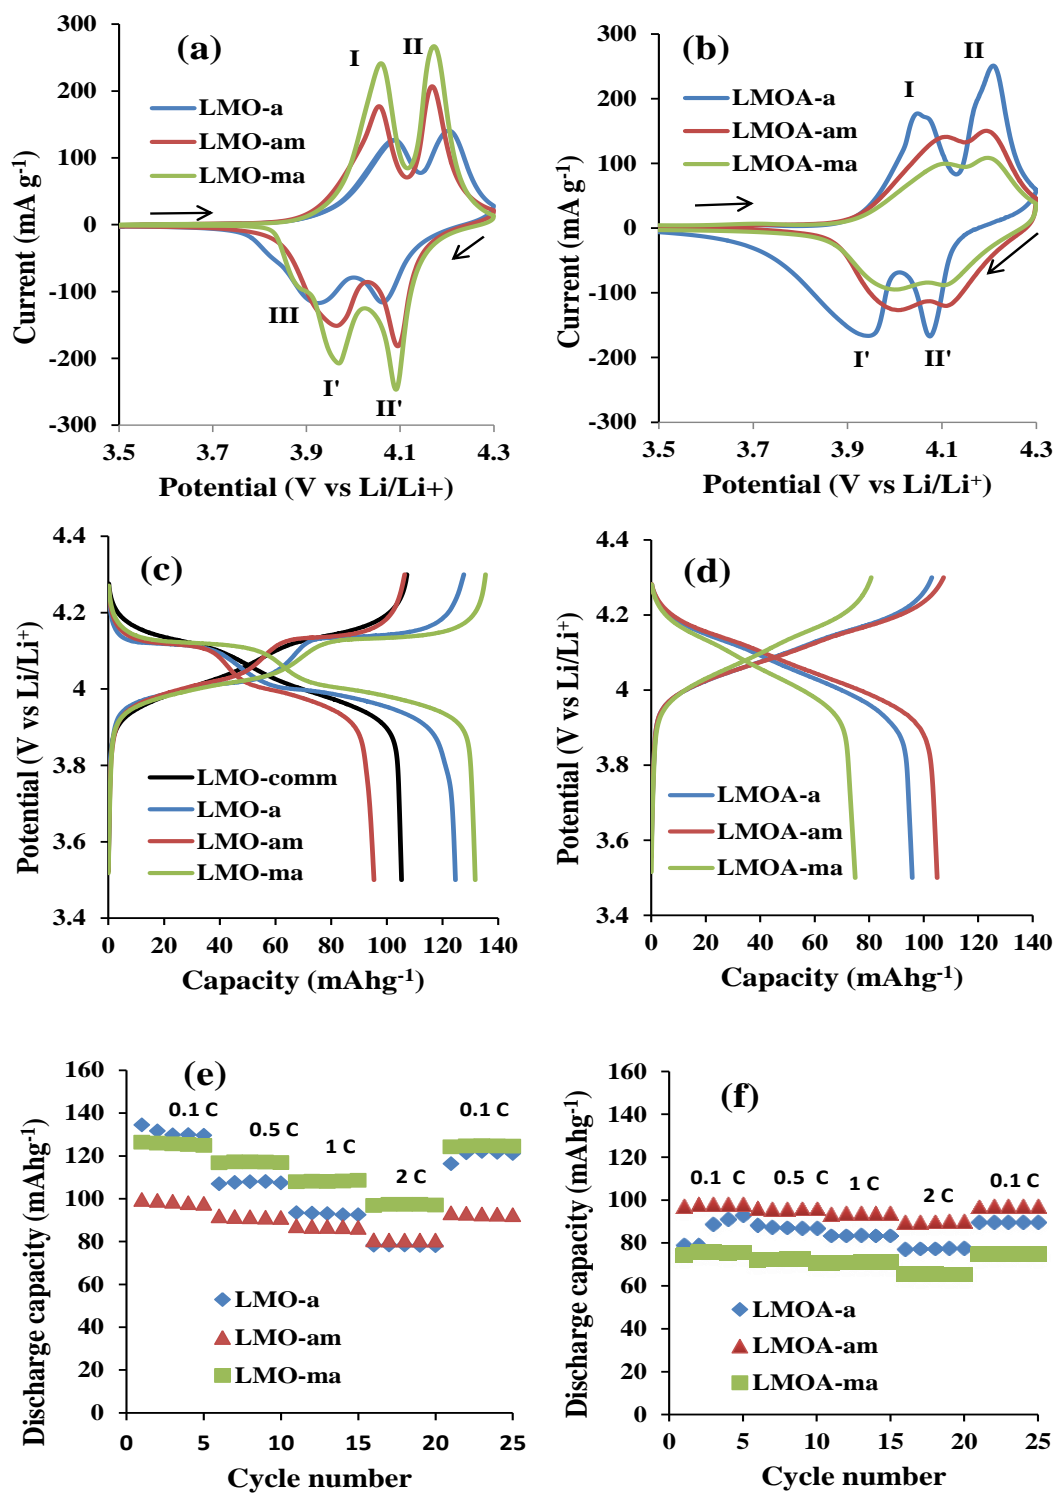 (a)
I
II
LMO-a
LMO-am
LMO-ma
III
I'
II'
300
200
100
0
-100
-200
-300
3.5 3.7 3.9 4.1 4.3
Current (mA g-1)
Potential (V vs Li/Li+)
(b)
I
II
LMOA-a
LMOA-am
LMOA-ma
I'
II'
300
200
100
0
-100
-200
-300
3.5 3.7 3.9 4.1 4.3
Current (mA g-1)
Potential (V vs Li/Li+)
(c)
LMO-comm
LMO-a
LMO-am
LMO-ma
4.4
4.2
4
3.8
3.6
3.4
0 20 40 60 80 100 120 140
Potential (V vs Li/Li+)
Capacity (mAhg-1)
(d)
LMOA-a
LMOA-am
LMOA-ma
4.4
4.2
4
3.8
3.6
3.4
0 20 40 60 80 100 120 140
Potential (V vs Li/Li+)
Capacity (mAhg-1)
(e)
0.1 C
0.5 C
1 C
2 C
0.1 C
LMO-a
LMO-am
LMO-ma
160
140
120
100
80
60
40
20
0
0 5 10 15 20 25
Discharge capacity (mAhg-1)
Cycle number
(f)
0.1 C 0.5 C 1 C 2 C 0.1 C
LMOA-a
LMOA-am
LMOA-ma
160
140
120
100
80
60
40
20
0
0 5 10 15 20 25
Discharge capacity (mAhg-1)
Cycle number